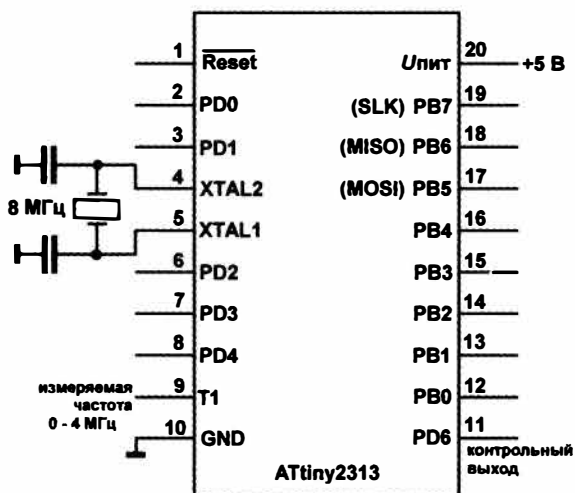 1 Reset Uпит 20 +5 В
2 PD0 (SLK) PB7 19
3 PD1 (MISO) PB6 18
4 XTAL2 (MOSI) PB5 17
8 МГц
5 XTAL1 PB4 16
6 PD2 PB3 15
7 PD3 PB2 14
8 PD4 PB1 13
измеряемая
частота
0 - 4 МГц
9 T1 PB0 12
10 GND PD6 11
контрольный
выход
ATtiny2313